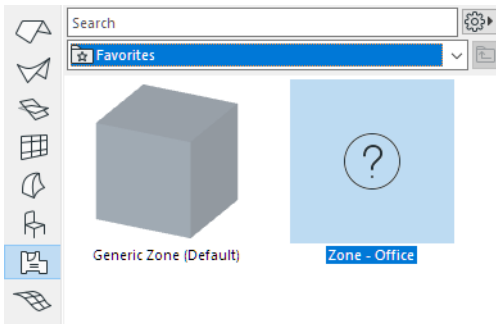 Search
Favorites
?
Generic Zone (Default)
Zone - Office